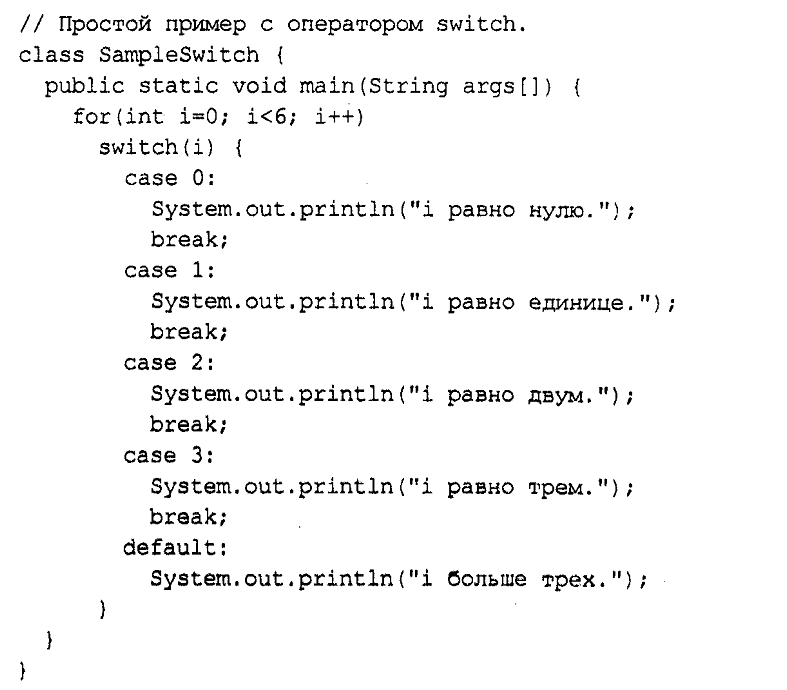 // Простой пример с оператором switch.
class SampleSwitch {
public static void main(String args[]) {
for(int i=0; i<6; i++)
switch(i) {
case 0:
System.out.println("i равно нулю.");
break;
case 1:
System.out.println("i равно единице.");
break;
case 2:
System.out.println("i равно двум.");
break;
case 3:
System.out.println("i равно трем.");
break;
default:
System.out.println("i больше трех.");
}
}
}